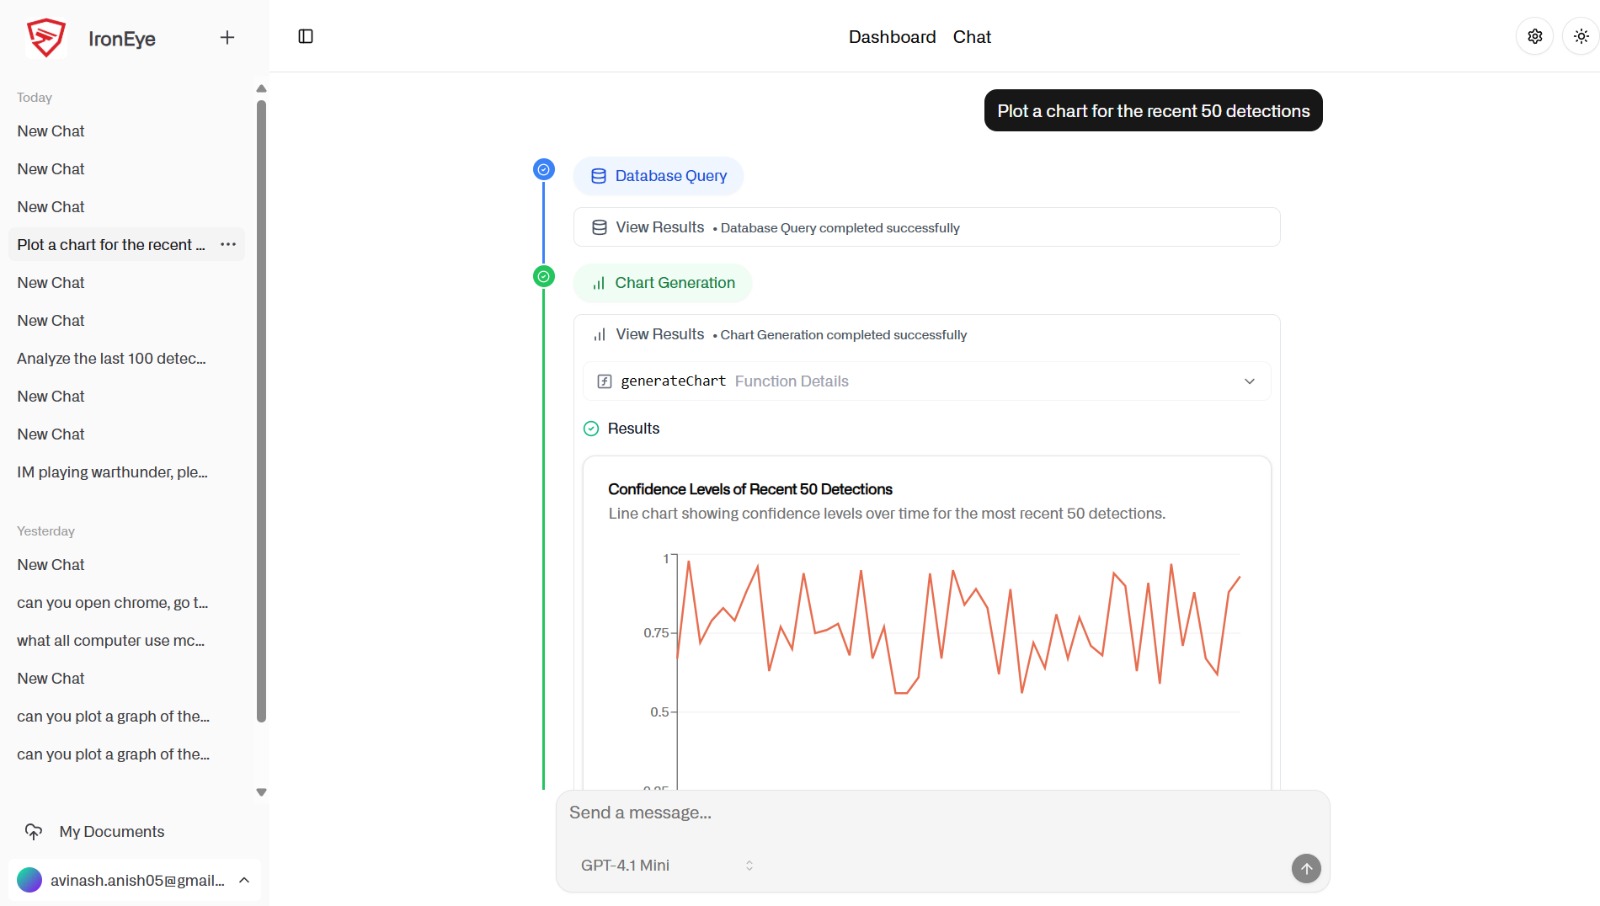 IronEye
Dashboard Chat
Today
New Chat
New Chat
New Chat
Plot a chart for the recent ...
New Chat
New Chat
Analyze the last 100 detec...
New Chat
New Chat
IM playing warthunder, ple...
Yesterday
New Chat
can you open chrome, go t...
what all computer use mc...
New Chat
can you plot a graph of the...
can you plot a graph of the...
My Documents
avinash.anish05@gmail...
Plot a chart for the recent 50 detections
Database Query
View Results • Database Query completed successfully
Chart Generation
View Results • Chart Generation completed successfully
generateChart Function Details
Results
Confidence Levels of Recent 50 Detections
Line chart showing confidence levels over time for the most recent 50 detections.
1
0.75
0.5
Send a message...
GPT-4.1 Mini